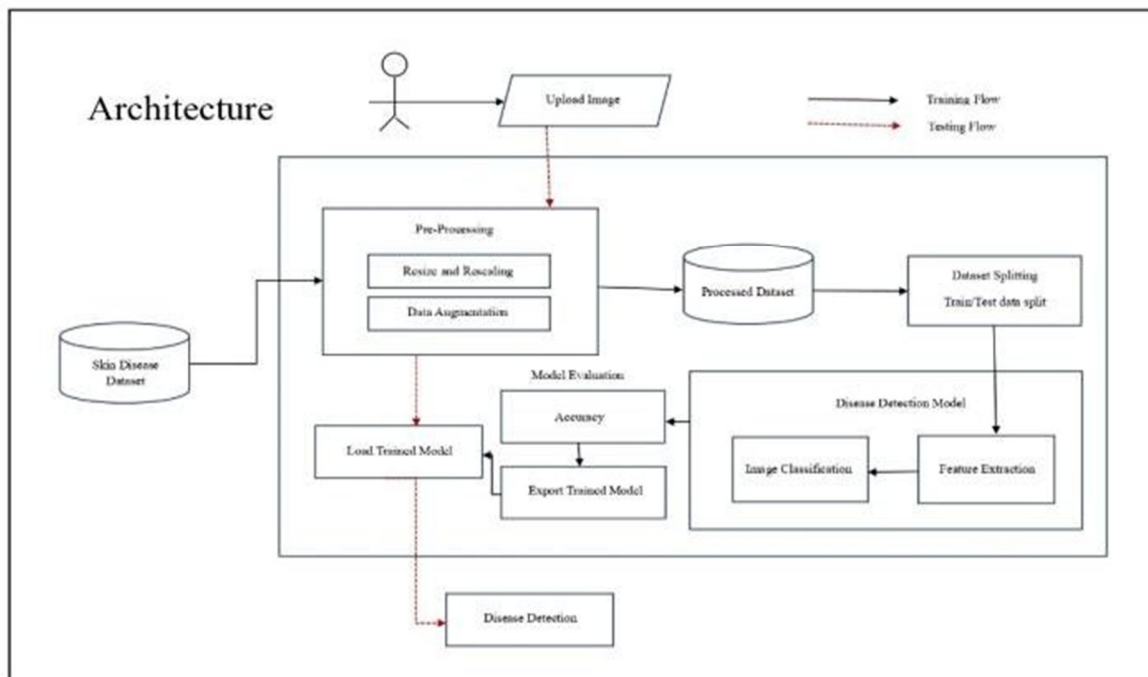 Architecture
Upload Image
Training Flow
Testing Flow
Pre-Processing
Resize and Rescaling
Data Augmentation
Processed Dataset
Dataset Splitting
Train/Test data split
Skin Disease
Dataset
Model Evaluation
Accuracy
Disease Detection Model
Load Trained Model
Export Trained Model
Image Classification
Feature Extraction
Disease Detection